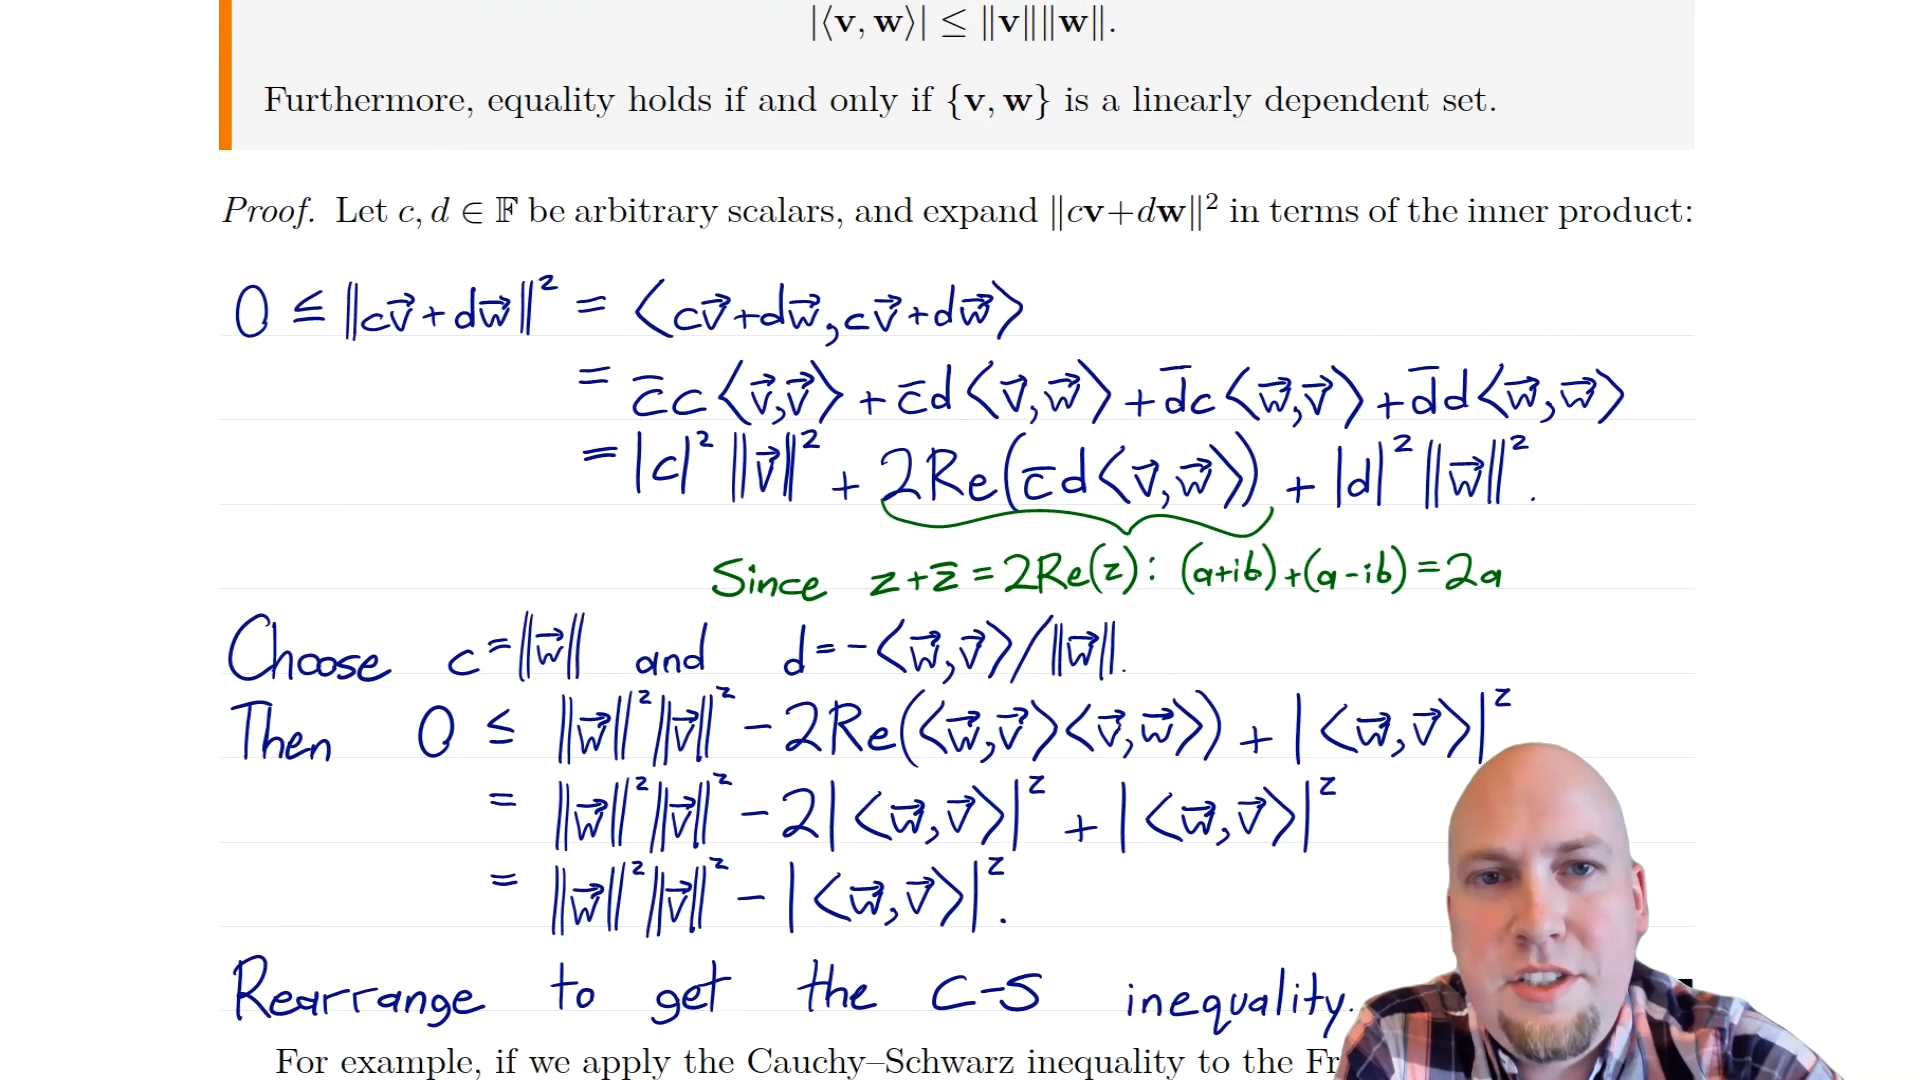 |⟨v, w⟩| ≤ ‖v‖‖w‖.
Furthermore, equality holds if and only if {v, w} is a linearly dependent set.
Proof. Let c, d ∈ 𝔽 be arbitrary scalars, and expand ‖cv+dw‖² in terms of the inner product:
0 ≤ ‖cv⃗ + dw⃗‖² = ⟨cv⃗+dw⃗, cv⃗+dw⃗⟩
= c̄c⟨v⃗,v⃗⟩ + c̄d⟨v⃗,w⃗⟩ + d̄c⟨w⃗,v⃗⟩ + d̄d⟨w⃗,w⃗⟩
= |c|²‖v⃗‖² + 2Re(c̄d⟨v⃗,w⃗⟩) + |d|²‖w⃗‖².
Since z+z̄ = 2Re(z): (a+ib)+(a-ib) = 2a
Choose c=‖w⃗‖ and d=-⟨w⃗,v⃗⟩/‖w⃗‖.
Then 0 ≤ ‖w⃗‖²‖v⃗‖² - 2Re(⟨w⃗,v⃗⟩⟨v⃗,w⃗⟩) + |⟨w⃗,v⃗⟩|²
= ‖w⃗‖²‖v⃗‖² - 2|⟨w⃗,v⃗⟩|² + |⟨w⃗,v⃗⟩|²
= ‖w⃗‖²‖v⃗‖² - |⟨w⃗,v⃗⟩|².
Rearrange to get the C-S inequality.
For example, if we apply the Cauchy–Schwarz inequality to the Fr